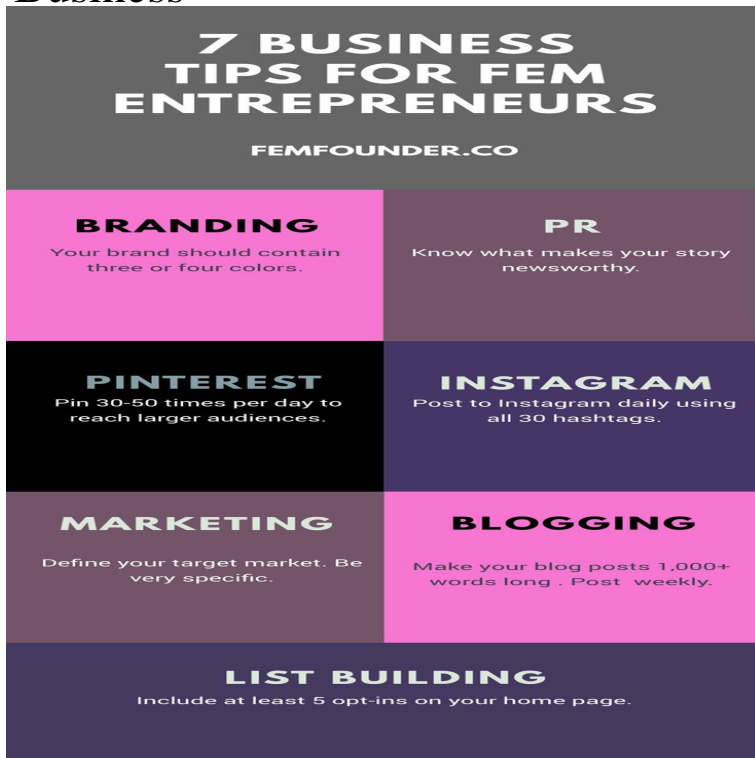 Business
7 BUSINESS
TIPS FOR FEM
ENTREPRENEURS
FEMFOUNDER.CO
BRANDING
Your brand should contain
three or four colors.
PR
Know what makes your story
newsworthy.
PINTEREST
Pin 30-50 times per day to
reach larger audiences.
INSTAGRAM
Post to Instagram daily using
all 30 hashtags.
MARKETING
Define your target market. Be
very specific.
BLOGGING
Make your blog posts 1,000+
words long . Post weekly.
LIST BUILDING
Include at least 5 opt-ins on your home page.